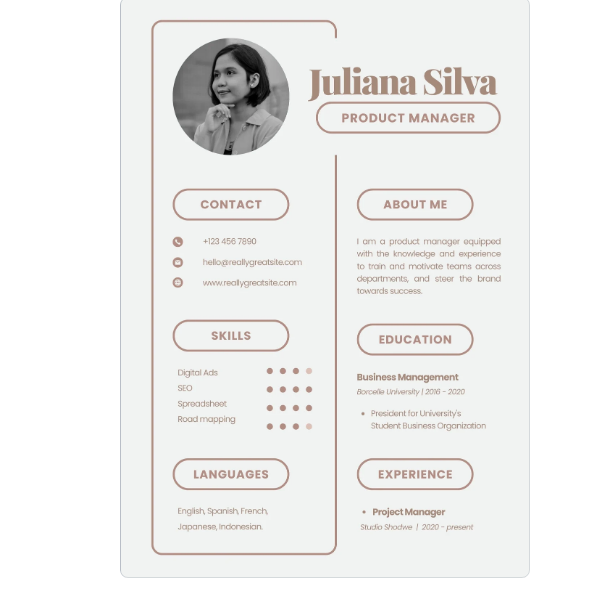 Juliana Silva
PRODUCT MANAGER
CONTACT
+123 456 7890
hello@reallygreatsite.com
www.reallygreatsite.com
SKILLS
Digital Ads
SEO
Spreadsheet
Road mapping
LANGUAGES
English, Spanish, French,
Japanese, Indonesian.
ABOUT ME
I am a product manager equipped
with the knowledge and experience
to train and motivate teams across
departments, and steer the brand
towards success.
EDUCATION
Business Management
Borcelle University | 2016 - 2020
• President for University's
Student Business Organization
EXPERIENCE
• Project Manager
Studio Shodwe | 2020 - present